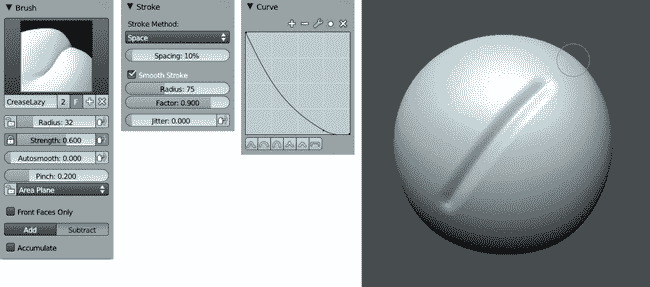 Brush
CreaseLazy 2 F
Radius: 32
Strength: 0.600
Autosmooth: 0.000
Pinch: 0.200
Area Plane
Front Faces Only
Add Subtract
Accumulate
Stroke
Stroke Method:
Space
Spacing: 10%
Smooth Stroke
Radius: 75
Factor: 0.900
Jitter: 0.000
Curve